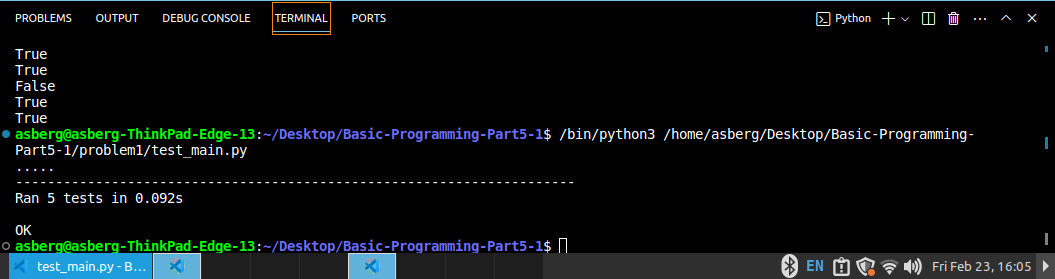 PROBLEMS OUTPUT DEBUG CONSOLE TERMINAL PORTS Python
True
True
False
True
True
asberg@asberg-ThinkPad-Edge-13:~/Desktop/Basic-Programming-Part5-1$ /bin/python3 /home/asberg/Desktop/Basic-Programming-
Part5-1/problem1/test_main.py
.....
----------------------------------------------------------------------
Ran 5 tests in 0.092s
OK
asberg@asberg-ThinkPad-Edge-13:~/Desktop/Basic-Programming-Part5-1$
test_main.py - B... EN Fri Feb 23, 16:05